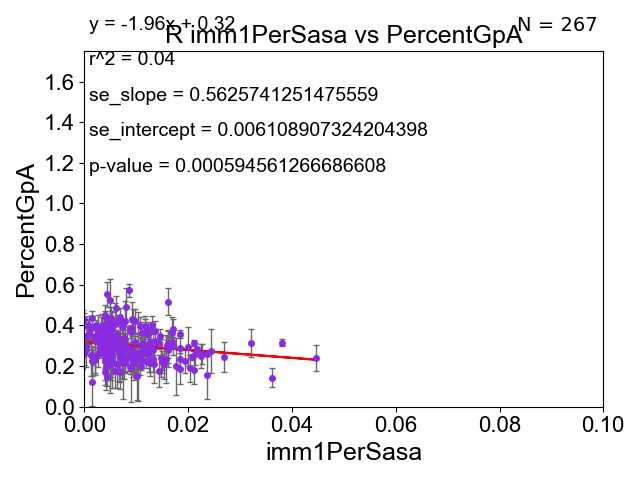 y = -1.96x + 0.32
R imm1PerSasa vs PercentGpA
N = 267
r^2 = 0.04
se_slope = 0.5625741251475559
se_intercept = 0.006108907324204398
p-value = 0.000594561266686608
PercentGpA
1.6
1.4
1.2
1.0
0.8
0.6
0.4
0.2
0.0
0.00 0.02 0.04 0.06 0.08 0.10
imm1PerSasa